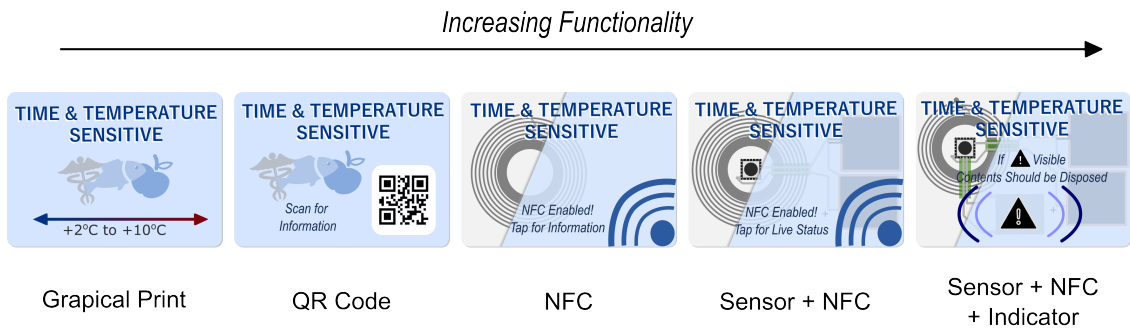 Increasing Functionality
TIME & TEMPERATURE
SENSITIVE
+2°C to +10°C
Grapical Print
TIME & TEMPERATURE
SENSITIVE
Scan for
Information
QR Code
TIME & TEMPERATURE
SENSITIVE
NFC Enabled!
Tap for Information
NFC
TIME & TEMPERATURE
SENSITIVE
NFC Enabled!
Tap for Live Status
Sensor + NFC
TIME & TEMPERATURE
SENSITIVE
If ! Visible
Contents Should be Disposed
!
Sensor + NFC
+ Indicator